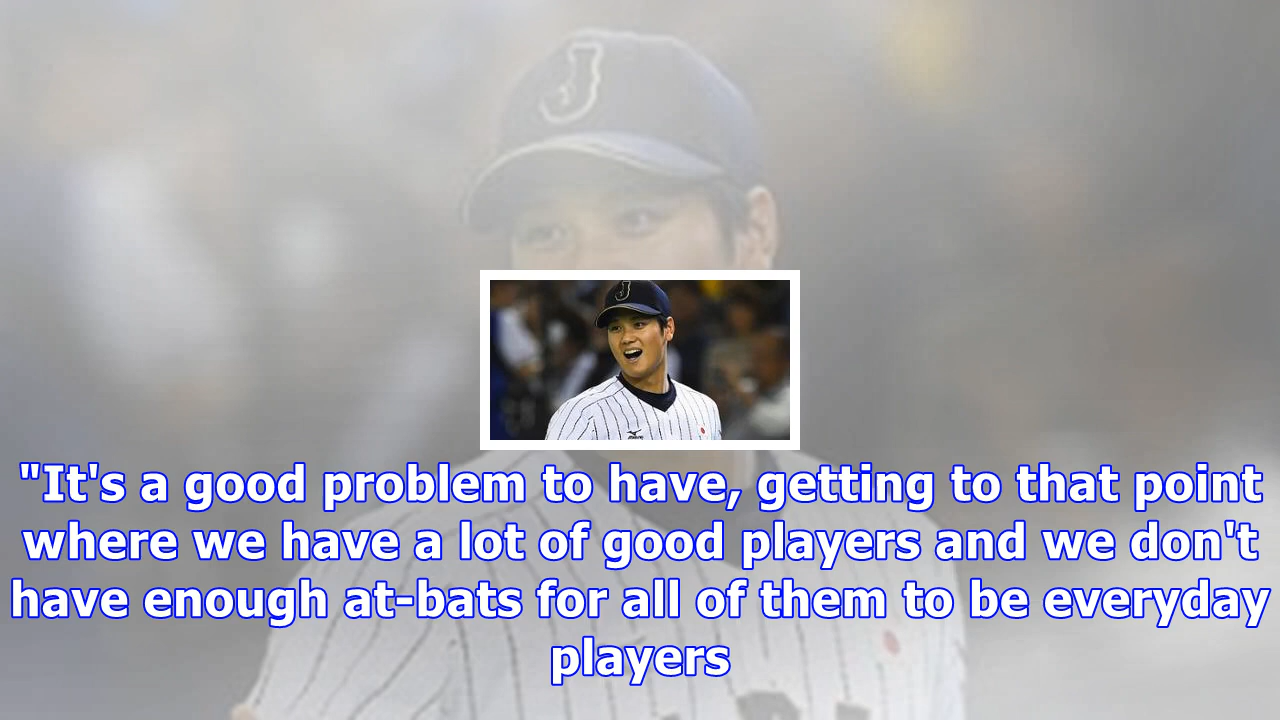 J
J
"It's a good problem to have, getting to that point
where we have a lot of good players and we don't
have enough at-bats for all of them to be everyday
players